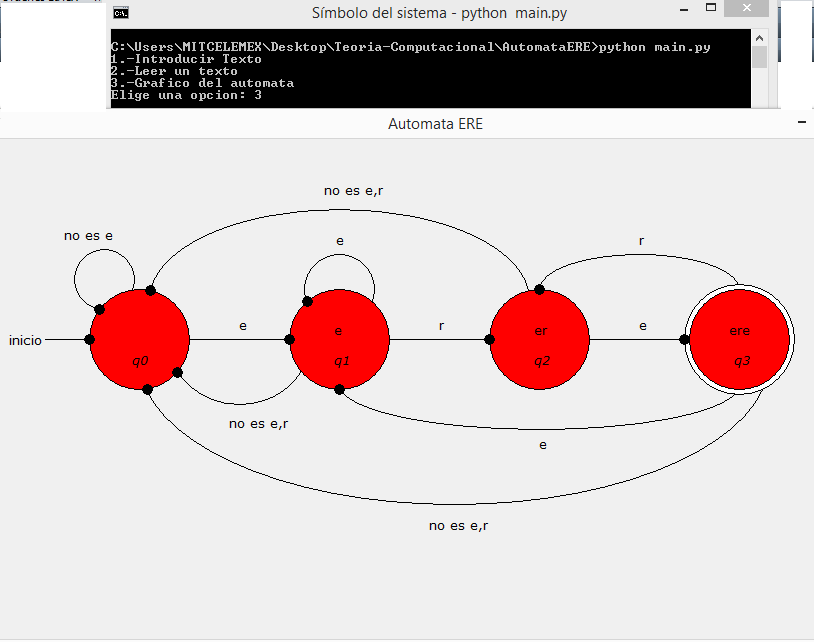 Símbolo del sistema - python main.py
C:\Users\MITCELEMEX\Desktop\Teoria-Computacional\AutomataERE>python main.py
1.-Introducir Texto
2.-Leer un texto
3.-Grafico del automata
Elige una opcion: 3
Automata ERE
no es e,r
no es e
e
r
inicio
e
r
e
e
er
ere
q0
q1
q2
q3
no es e,r
e
no es e,r